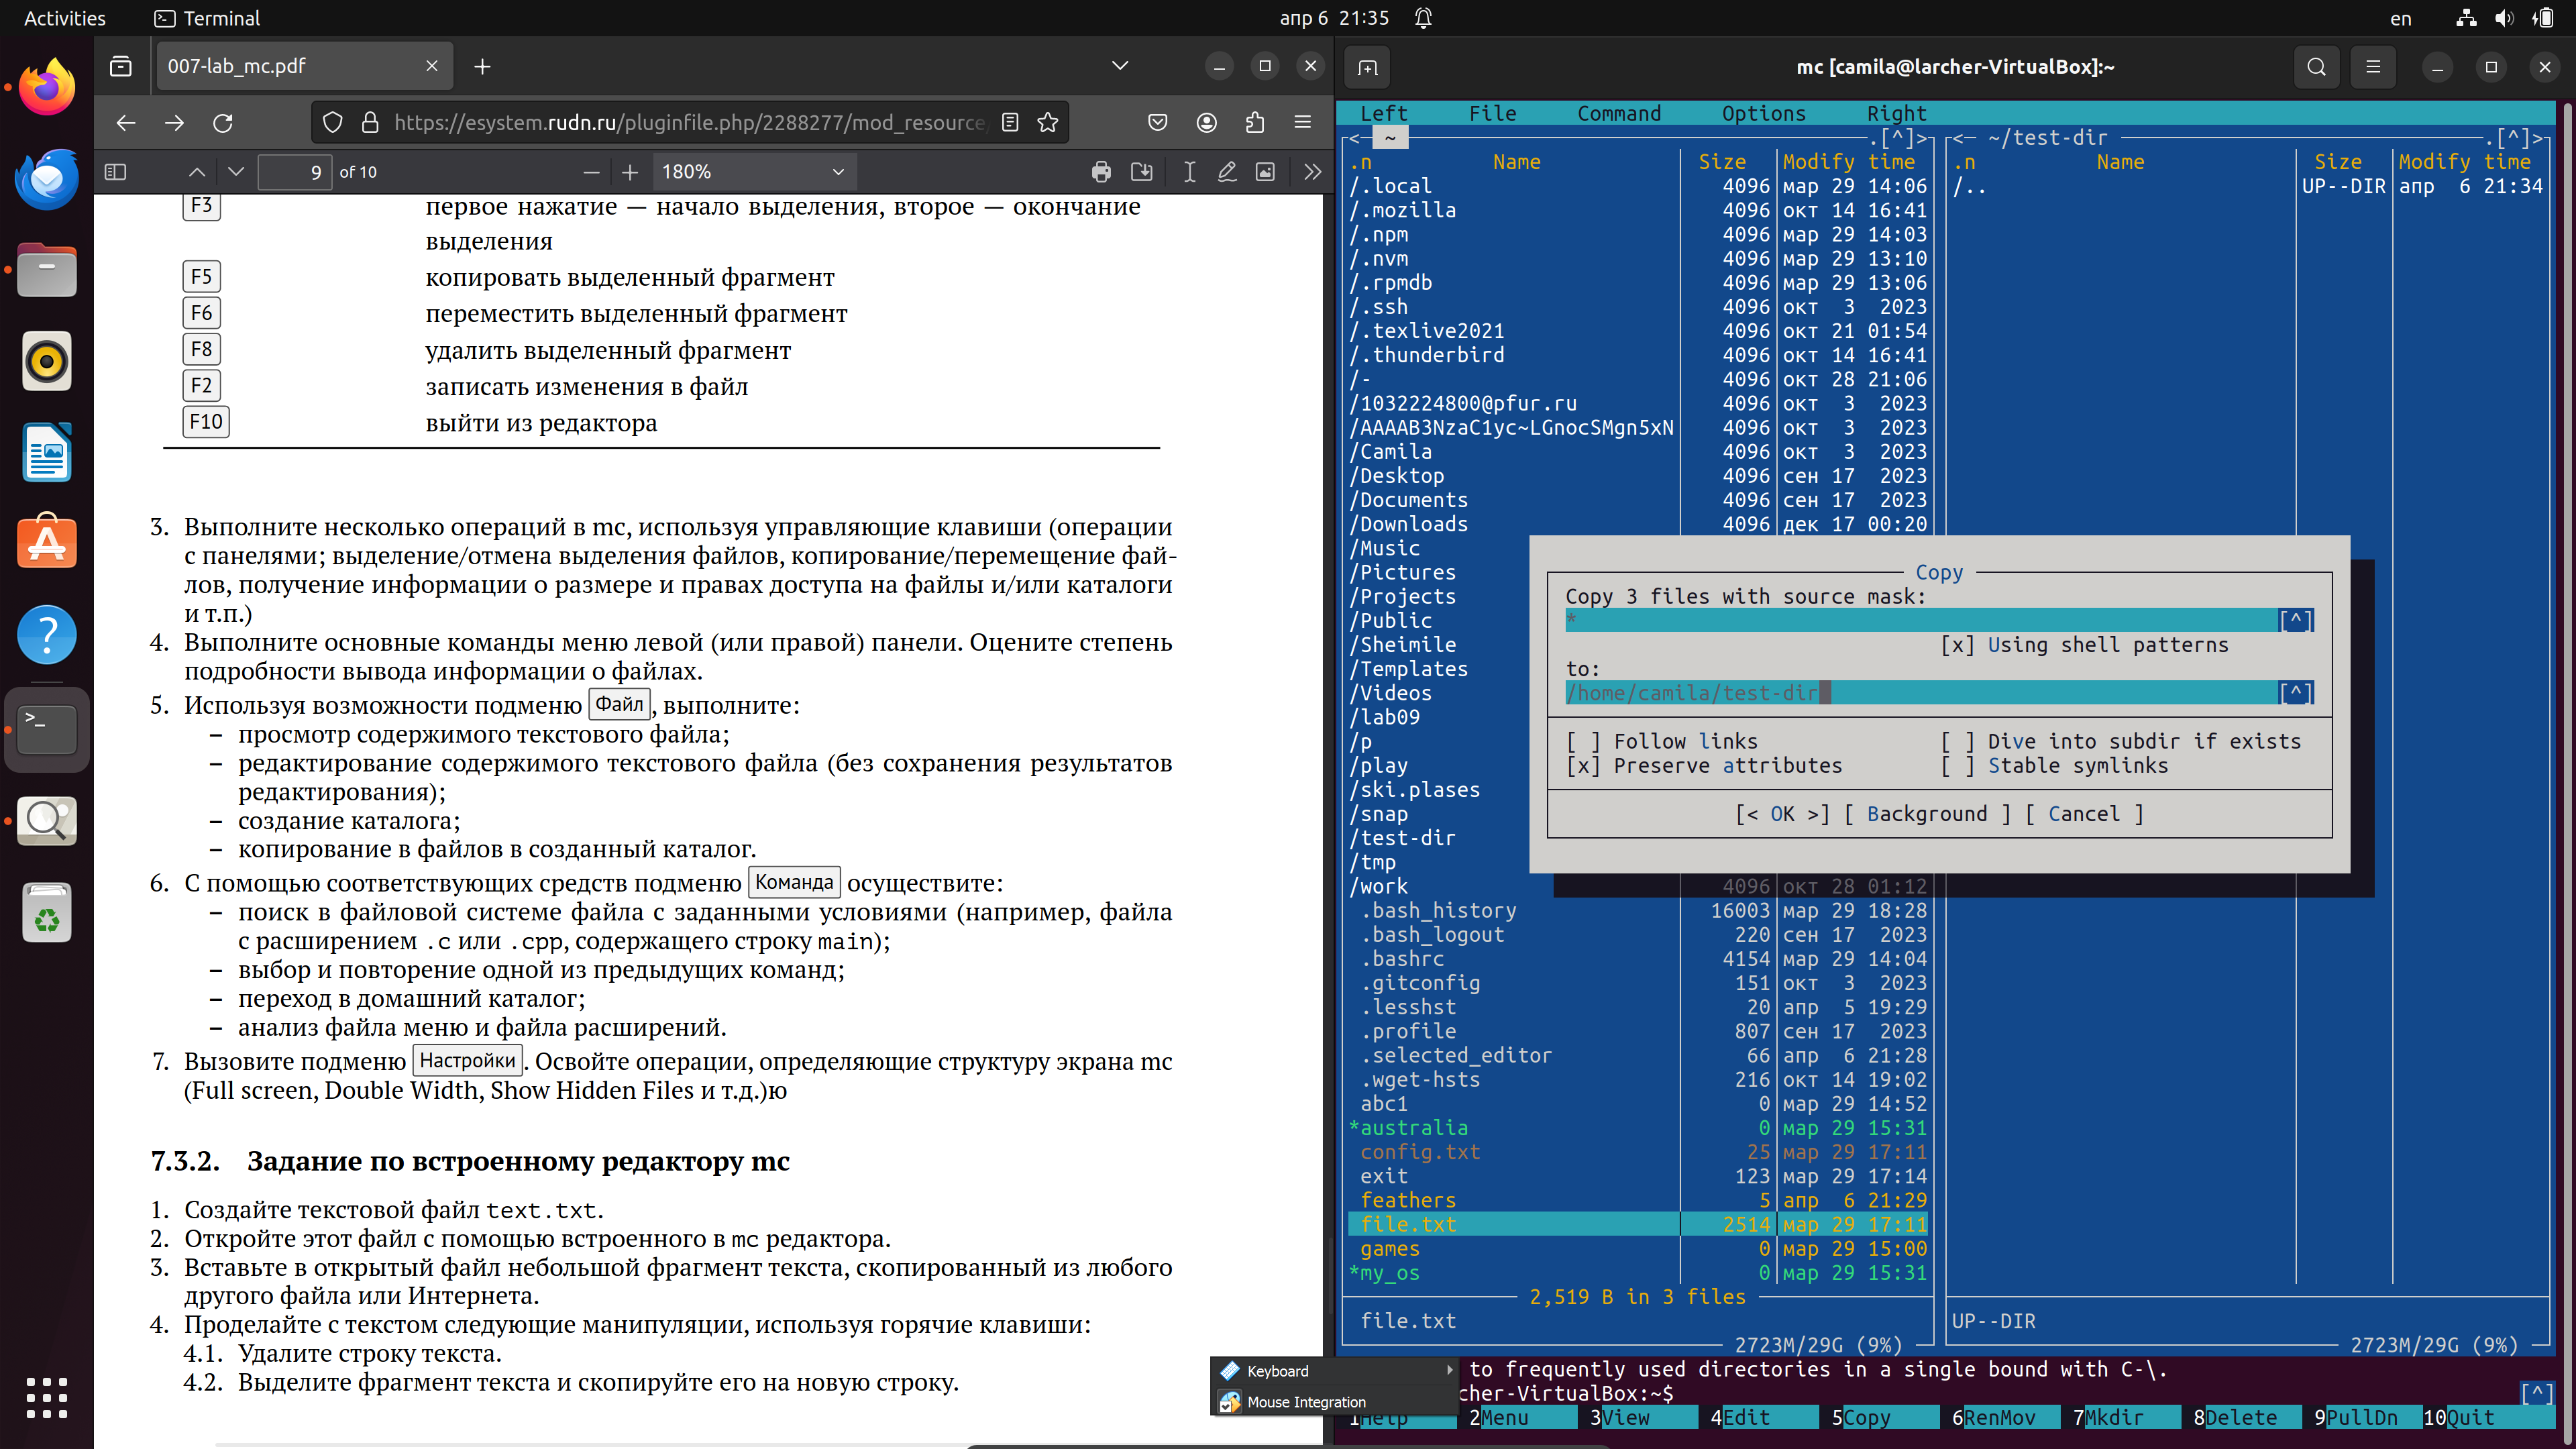 Activities
Terminal
апр 6 21:35
en
007-lab_mc.pdf
https://esystem.rudn.ru/pluginfile.php/2288277/mod_resource/
9 of 10
180%
F3 первое нажатие — начало выделения, второе — окончание
выделения
F5 копировать выделенный фрагмент
F6 переместить выделенный фрагмент
F8 удалить выделенный фрагмент
F2 записать изменения в файл
F10 выйти из редактора
3. Выполните несколько операций в mc, используя управляющие клавиши (операции
с панелями; выделение/отмена выделения файлов, копирование/перемещение фай-
лов, получение информации о размере и правах доступа на файлы и/или каталоги
и т.п.)
4. Выполните основные команды меню левой (или правой) панели. Оцените степень
подробности вывода информации о файлах.
5. Используя возможности подменю Файл, выполните:
– просмотр содержимого текстового файла;
– редактирование содержимого текстового файла (без сохранения результатов
редактирования);
– создание каталога;
– копирование в файлов в созданный каталог.
6. С помощью соответствующих средств подменю Команда осуществите:
– поиск в файловой системе файла с заданными условиями (например, файла
с расширением .c или .cpp, содержащего строку main);
– выбор и повторение одной из предыдущих команд;
– переход в домашний каталог;
– анализ файла меню и файла расширений.
7. Вызовите подменю Настройки. Освойте операции, определяющие структуру экрана mc
(Full screen, Double Width, Show Hidden Files и т.д.)ю
7.3.2. Задание по встроенному редактору mc
1. Создайте текстовой файл text.txt.
2. Откройте этот файл с помощью встроенного в mc редактора.
3. Вставьте в открытый файл небольшой фрагмент текста, скопированный из любого
другого файла или Интернета.
4. Проделайте с текстом следующие манипуляции, используя горячие клавиши:
4.1. Удалите строку текста.
4.2. Выделите фрагмент текста и скопируйте его на новую строку.
Keyboard
Mouse Integration
mc [camila@larcher-VirtualBox]:~
Left File Command Options Right
<─ ~ .[^]>
.n Name Size Modify time
/.local 4096 мар 29 14:06
/.mozilla 4096 окт 14 16:41
/.npm 4096 мар 29 14:03
/.nvm 4096 мар 29 13:10
/.rpmdb 4096 мар 29 13:06
/.ssh 4096 окт 3 2023
/.texlive2021 4096 окт 21 01:54
/.thunderbird 4096 окт 14 16:41
/- 4096 окт 28 21:06
/1032224800@pfur.ru 4096 окт 3 2023
/AAAAB3NzaC1yc~LGnocSMgn5xN 4096 окт 3 2023
/Camila 4096 окт 3 2023
/Desktop 4096 сен 17 2023
/Documents 4096 сен 17 2023
/Downloads 4096 дек 17 00:20
/Music
/Pictures
/Projects
/Public
/Sheimile
/Templates
/Videos
/lab09
/p
/play
/ski.plases
/snap
/test-dir
/tmp
/work 4096 окт 28 01:12
.bash_history 16003 мар 29 18:28
.bash_logout 220 сен 17 2023
.bashrc 4154 мар 29 14:04
.gitconfig 151 окт 3 2023
.lesshst 20 апр 5 19:29
.profile 807 сен 17 2023
.selected_editor 66 апр 6 21:28
.wget-hsts 216 окт 14 19:02
abc1 0 мар 29 14:52
*australia 0 мар 29 15:31
config.txt 25 мар 29 17:11
exit 123 мар 29 17:14
feathers 5 апр 6 21:29
file.txt 2514 мар 29 17:11
games 0 мар 29 15:00
*my_os 0 мар 29 15:31
2,519 B in 3 files
file.txt
2723M/29G (9%)
<─ ~/test-dir .[^]>
.n Name Size Modify time
/.. UP--DIR апр 6 21:34
UP--DIR
2723M/29G (9%)
Copy
Copy 3 files with source mask:
* [^]
[x] Using shell patterns
to:
/home/camila/test-dir [^]
[ ] Follow links [ ] Dive into subdir if exists
[x] Preserve attributes [ ] Stable symlinks
[< OK >] [ Background ] [ Cancel ]
to frequently used directories in a single bound with C-\.
cher-VirtualBox:~$ [^]
1Help 2Menu 3View 4Edit 5Copy 6RenMov 7Mkdir 8Delete 9PullDn 10Quit